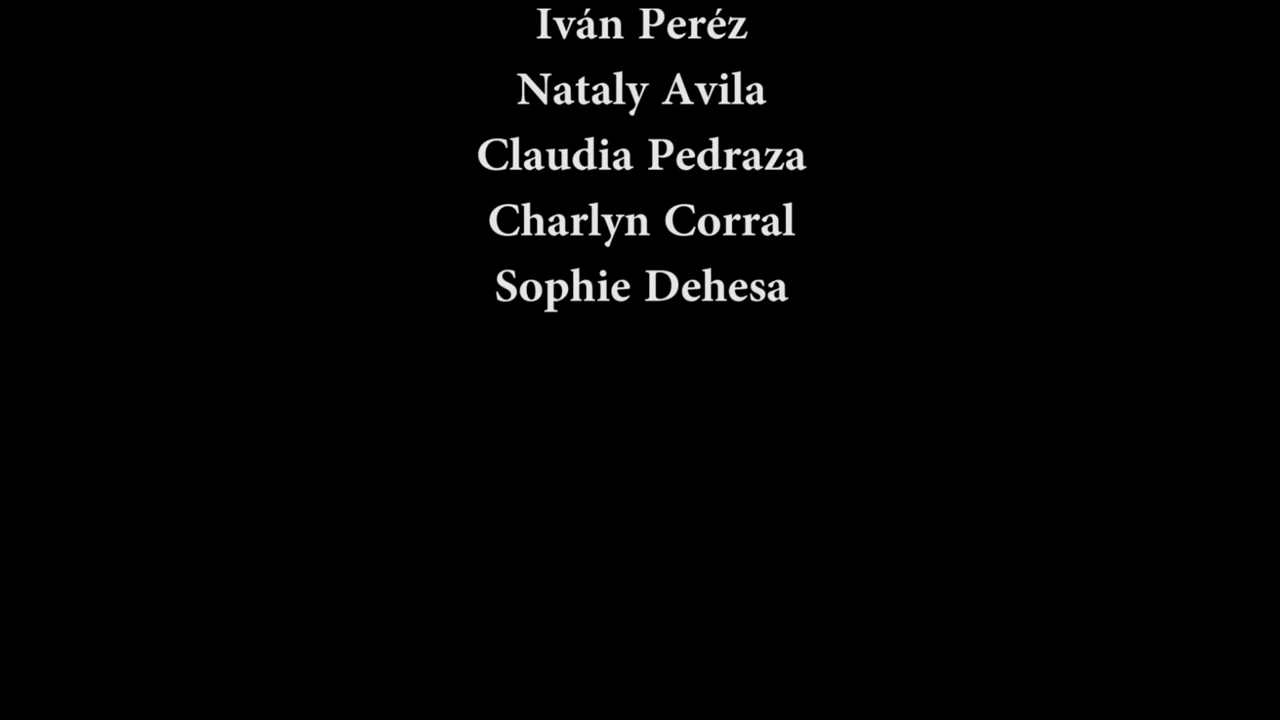 Iván Peréz
Nataly Avila
Claudia Pedraza
Charlyn Corral
Sophie Dehesa